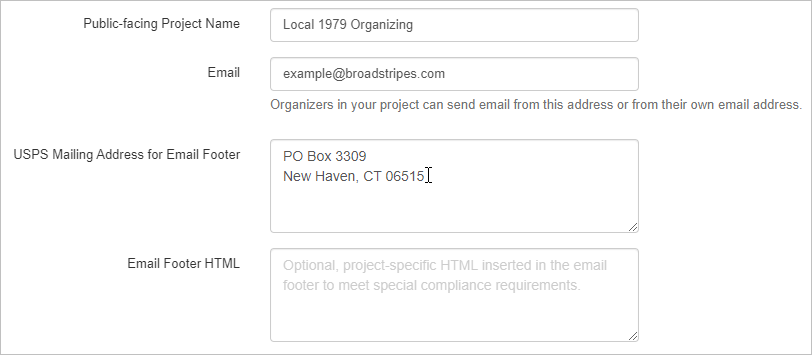 Public-facing Project Name
Local 1979 Organizing
Email
example@broadstripes.com
Organizers in your project can send email from this address or from their own email address.
USPS Mailing Address for Email Footer
PO Box 3309
New Haven, CT 06515
Email Footer HTML
Optional, project-specific HTML inserted in the email
footer to meet special compliance requirements.